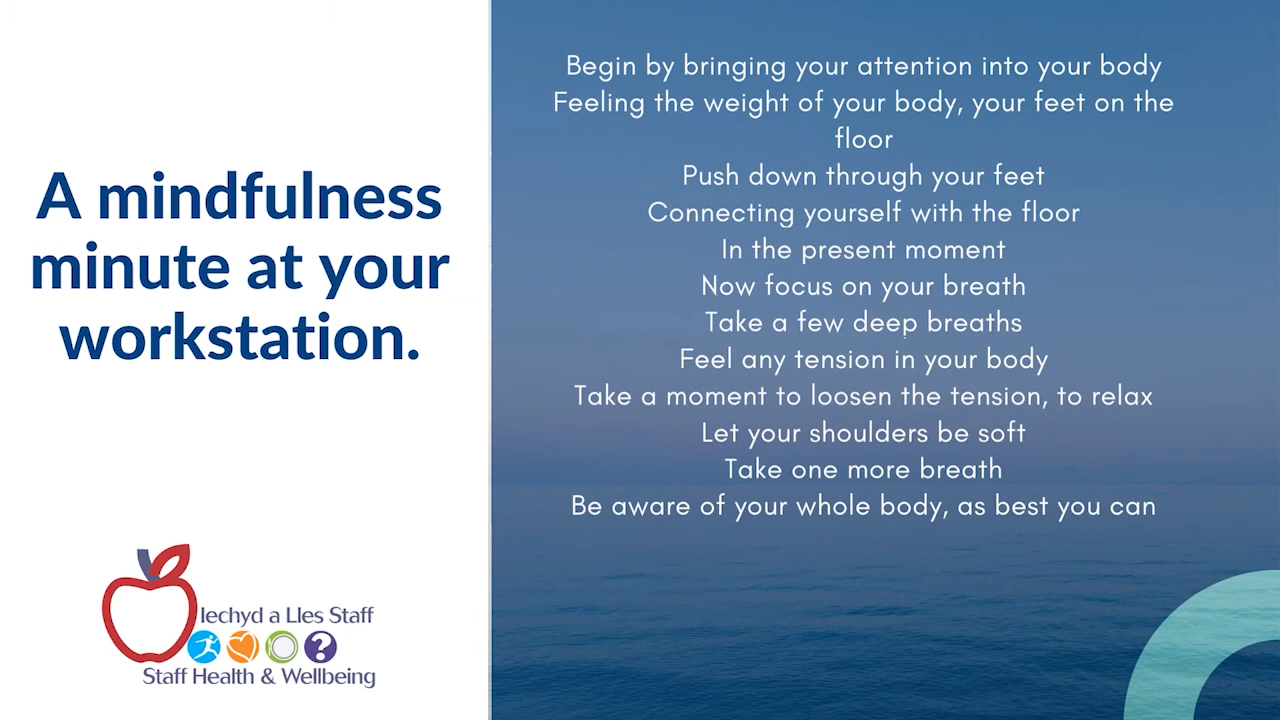 A mindfulness
minute at your
workstation.
Iechyd a Lles Staff
?
Staff Health & Wellbeing
Begin by bringing your attention into your body
Feeling the weight of your body, your feet on the
floor
Push down through your feet
Connecting yourself with the floor
In the present moment
Now focus on your breath
Take a few deep breaths
Feel any tension in your body
Take a moment to loosen the tension, to relax
Let your shoulders be soft
Take one more breath
Be aware of your whole body, as best you can